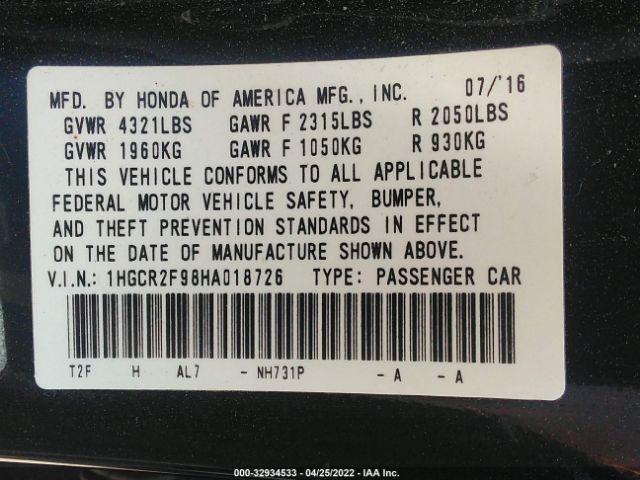 MFD. BY HONDA OF AMERICA MFG., INC. 07/'16
GVWR 4321LBS GAWR F 2315LBS R 2050LBS
GVWR 1960KG GAWR F 1050KG R 930KG
THIS VEHICLE CONFORMS TO ALL APPLICABLE
FEDERAL MOTOR VEHICLE SAFETY, BUMPER,
AND THEFT PREVENTION STANDARDS IN EFFECT
ON THE DATE OF MANUFACTURE SHOWN ABOVE.
V.I.N.: 1HGCR2F98HA018726 TYPE: PASSENGER CAR
T2F H AL7 - NH731P - A - A
000-32934533 - 04/25/2022 - IAA Inc.